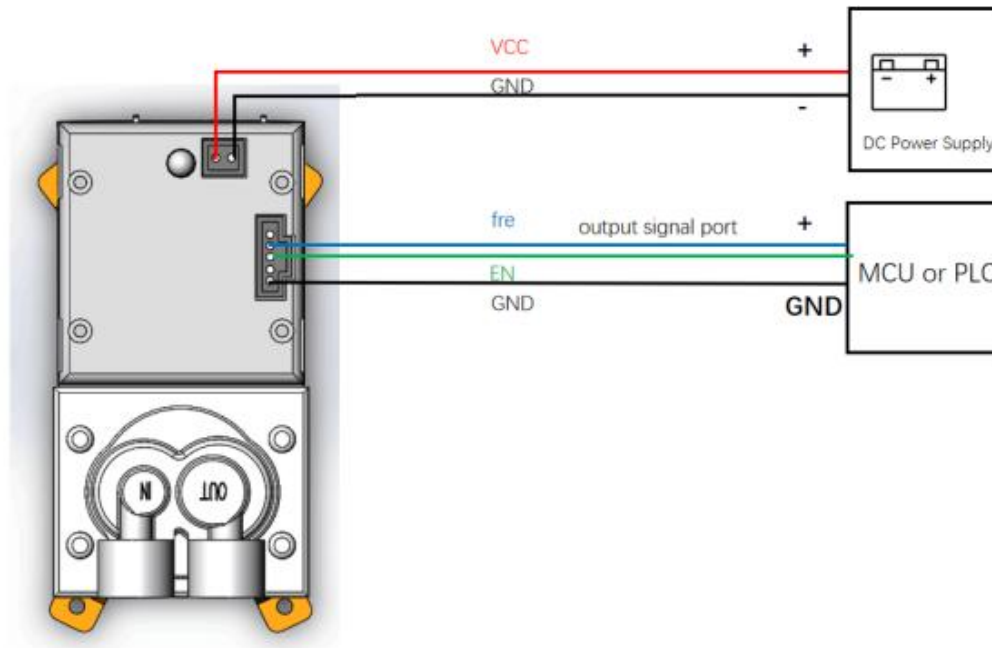 VCC
+
GND
-
- +
DC Power Supply
fre
output signal port
+
EN
MCU or PLC
GND
GND
IN
OUT